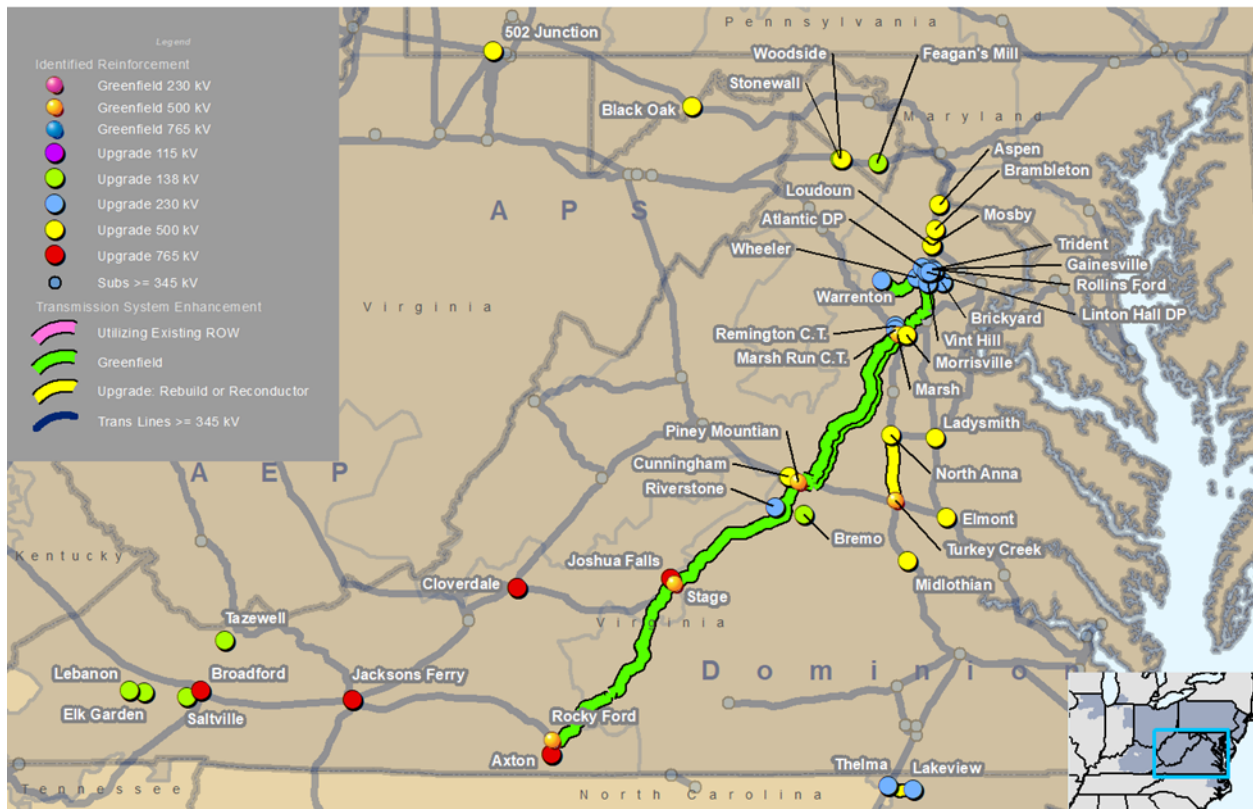 Legend
Identified Reinforcement
Greenfield 230 kV
Greenfield 500 kV
Greenfield 765 kV
Upgrade 115 kV
Upgrade 138 kV
Upgrade 230 kV
Upgrade 500 kV
Upgrade 765 kV
Subs >= 345 kV
Transmission System Enhancement
Utilizing Existing ROW
Greenfield
Upgrade: Rebuild or Reconductor
Trans Lines >= 345 kV
Pennsylvania
502 Junction
Woodside
Feagan's Mill
Stonewall
Black Oak
Maryland
Aspen
Brambleton
Loudoun
Mosby
APS
Atlantic DP
Wheeler
Trident
Gainesville
Rollins Ford
Linton Hall DP
Brickyard
Warrenton
Virginia
Remington C.T.
Vint Hill
Marsh Run C.T.
Morrisville
Marsh
Piney Mountian
Ladysmith
Cunningham
North Anna
AEP
Riverstone
Elmont
Bremo
Turkey Creek
Kentucky
Joshua Falls
Midlothian
Cloverdale
Stage
Virginia
Tazewell
Dominion
Lebanon
Broadford
Jacksons Ferry
Elk Garden
Saltville
Rocky Ford
Axton
Thelma
Lakeview
Tennessee
North Carolina